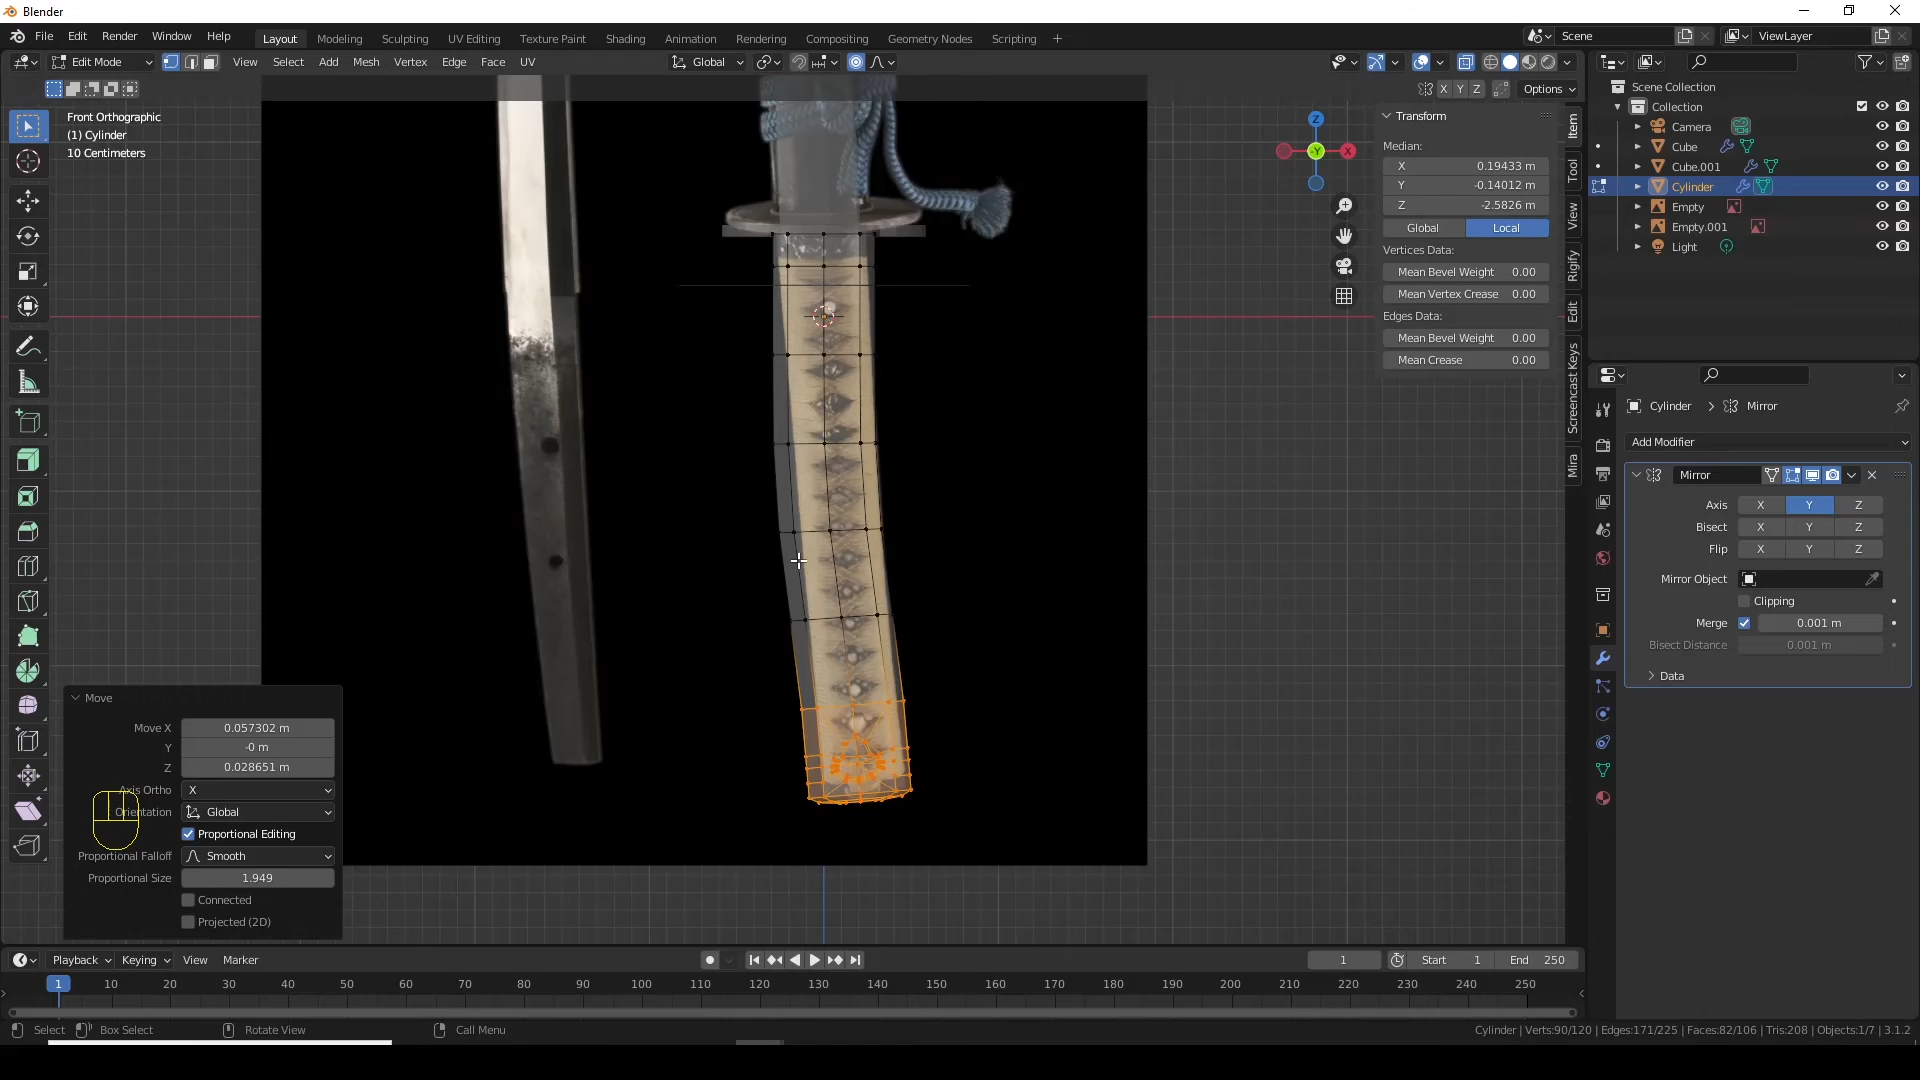 Blender
File Edit Render Window Help
Layout Modeling Sculpting UV Editing Texture Paint Shading Animation Rendering Compositing Geometry Nodes Scripting +
Scene
ViewLayer
Edit Mode View Select Add Mesh Vertex Edge Face UV
Global
X Y Z Options
Front Orthographic
(1) Cylinder
10 Centimeters
Z
X
-Y
Transform
Median:
X 0.19433 m
Y -0.14012 m
Z -2.5826 m
Global Local
Vertices Data:
Mean Bevel Weight 0.00
Mean Vertex Crease 0.00
Edges Data:
Mean Bevel Weight 0.00
Mean Crease 0.00
Item
Tool
View
Rigify
Edit
Screencast Keys
Mira
Scene Collection
Collection
Camera
Cube
Cube.001
Cylinder
Empty
Empty.001
Light
Cylinder > Mirror
Add Modifier
Mirror
Axis X Y Z
Bisect X Y Z
Flip X Y Z
Mirror Object
Clipping
Merge 0.001 m
Bisect Distance 0.001 m
Data
Move
Move X 0.057302 m
Y -0 m
Z 0.028651 m
Axis Ortho X
Orientation Global
Proportional Editing
Proportional Falloff Smooth
Proportional Size 1.949
Connected
Projected (2D)
Playback Keying View Marker
1 Start 1 End 250
1 10 20 30 40 50 60 70 80 90 100 110 120 130 140 150 160 170 180 190 200 210 220 230 240 250
Select Box Select Rotate View Call Menu
Cylinder | Verts:90/120 | Edges:171/225 | Faces:82/106 | Tris:208 | Objects:1/7 | 3.1.2